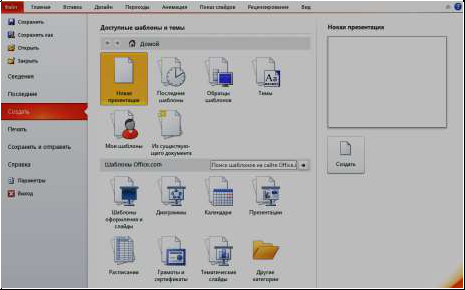 Файл Главная Вставка Дизайн Переходы Анимация Показ слайдов Рецензирование Вид
Сохранить
Сохранить как
Открыть
Закрыть
Сведения
Последние
Создать
Печать
Сохранить и отправить
Справка
Параметры
Выход
Доступные шаблоны и темы
Домой
Новая
презентация
Последние
шаблоны
Образцы
шаблонов
Темы
Мои шаблоны
Из существую-
щего документа
Шаблоны Office.com
Поиск шаблонов на сайте Office.
Шаблоны
оформления и
слайды
Диаграммы
Календари
Презентации
Расписания
Грамоты и
сертификаты
Тематические
слайды
Другие
категории
Новая презентация
Создать